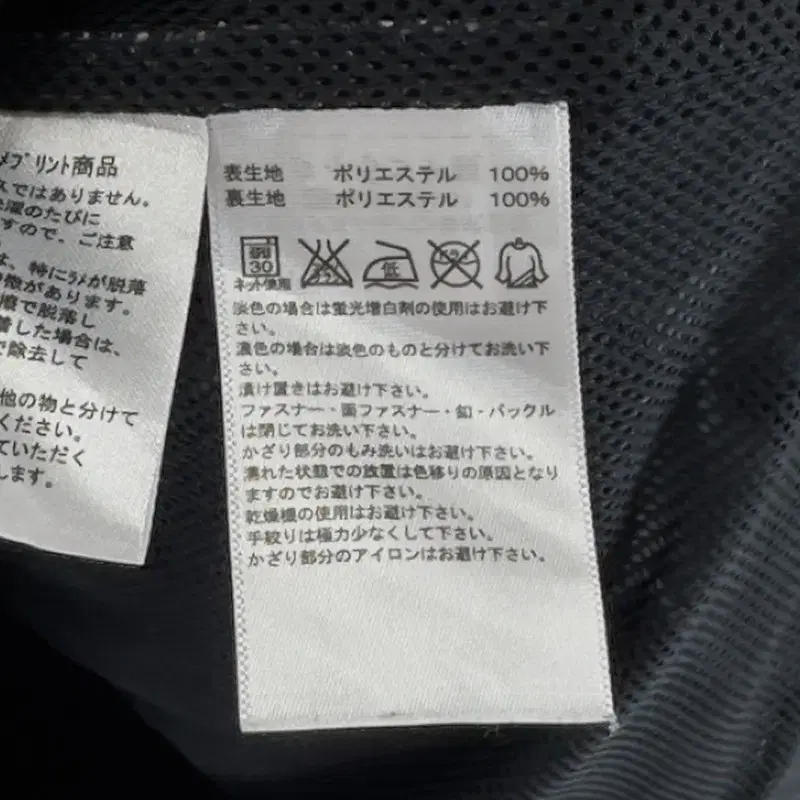 ﾒﾌﾟﾘﾝﾄ商品
ではありません。
のたびに
すので、ご注意
は、特にﾗﾒが脱落
があります。
で脱落し
着した場合は、
で除去して
他の物と分けて
ください。
ていただく
します。
表生地 ポリエステル 100%
裏生地 ポリエステル 100%
弱
30
ネット使用
低
淡色の場合は蛍光増白剤の使用はお避け下
さい。
濃色の場合は淡色のものと分けてお洗い下
さい。
漬け置きはお避け下さい。
ファスナー・面ファスナー・釦・バックル
は閉じてお洗い下さい。
かざり部分のもみ洗いはお避け下さい。
濡れた状態での放置は色移りの原因となり
ますのでお避け下さい。
乾燥機の使用はお避け下さい。
手絞りは極力少なくして下さい。
かざり部分のアイロンはお避け下さい。